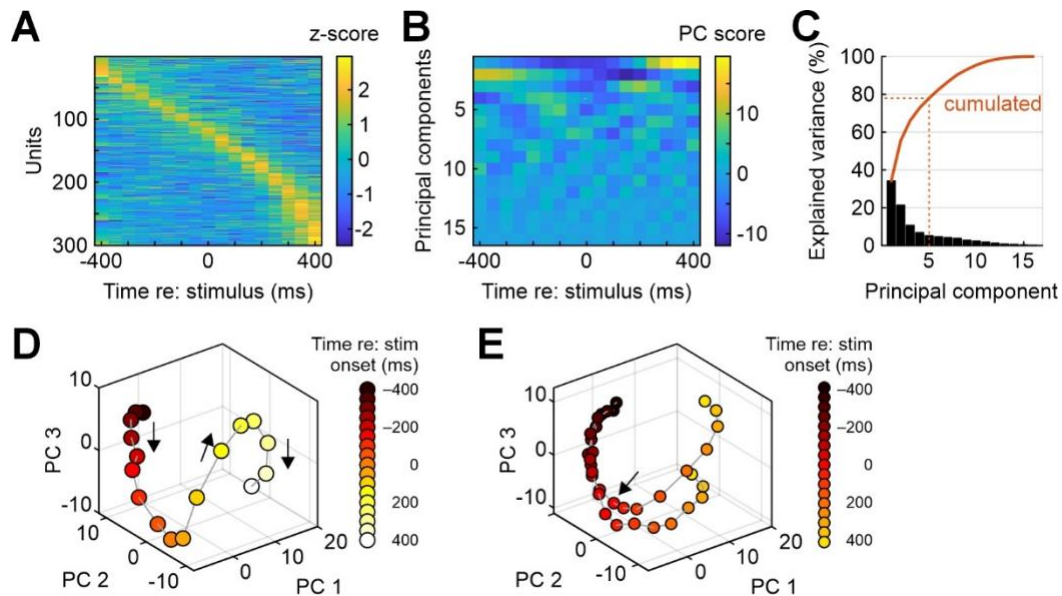 A
z-score
Units
100
200
300
-400
0
400
Time re: stimulus (ms)
2
1
0
-1
-2
B
PC score
Principal components
5
10
15
-400
0
400
Time re: stimulus (ms)
10
0
-10
C
Explained variance (%)
100
80
60
40
20
0
cumulated
5
10
15
Principal component
D
Time re: stim
onset (ms)
–400
–200
0
200
400
PC 3
10
0
-10
10
0
-10
PC 2
0
10
20
PC 1
E
Time re: stim
onset (ms)
–400
–200
0
200
400
PC 3
10
0
-10
10
0
-10
PC 2
0
10
20
PC 1